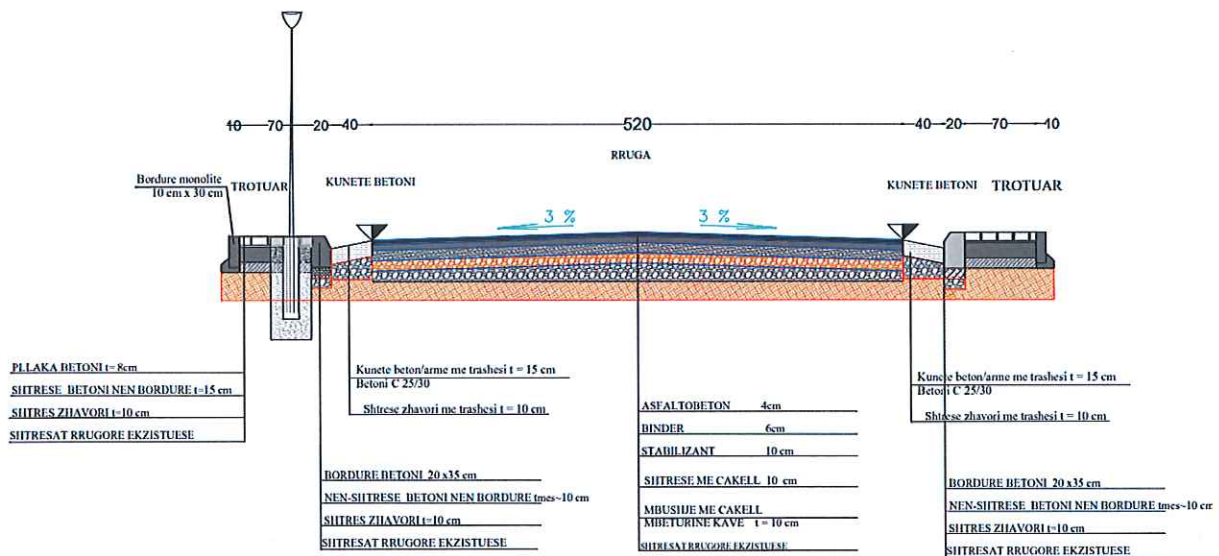 10 70 20 40 520 40 20 70 10
RRUGA
Bordure monolite
10 cm x 30 cm
TROTUAR
KUNETE BETONI
KUNETE BETONI
TROTUAR
3 %
3 %
PLLAKA BETONI t= 8cm
SHTRESE BETONI NEN BORDURE t=15 cm
SHTRES ZHAVORI t=10 cm
SHTRESAT RRUGORE EKZISTUESE
Kunete beton/arme me trashesi t = 15 cm
Betoni C 25/30
Shtrese zhavori me trashesi t = 10 cm
BORDURE BETONI 20 x35 cm
NEN-SHTRESE BETONI NEN BORDURE tmes~10 cm
SHTRES ZHAVORI t=10 cm
SHTRESAT RRUGORE EKZISTUESE
ASFALTOBETON 4cm
BINDER 6cm
STABILIZANT 10 cm
SHTRESE ME CAKELL 10 cm
MBUSHJE ME CAKELL
MBETURINE KAVE t = 10 cm
SHTRESAT RRUGORE EKZISTUESE
Kunete beton/arme me trashesi t = 15 cm
Betoni C 25/30
Shtrese zhavori me trashesi t = 10 cm
BORDURE BETONI 20 x35 cm
NEN-SHTRESE BETONI NEN BORDURE tmes~10 cm
SHTRES ZHAVORI t=10 cm
SHTRESAT RRUGORE EKZISTUESE